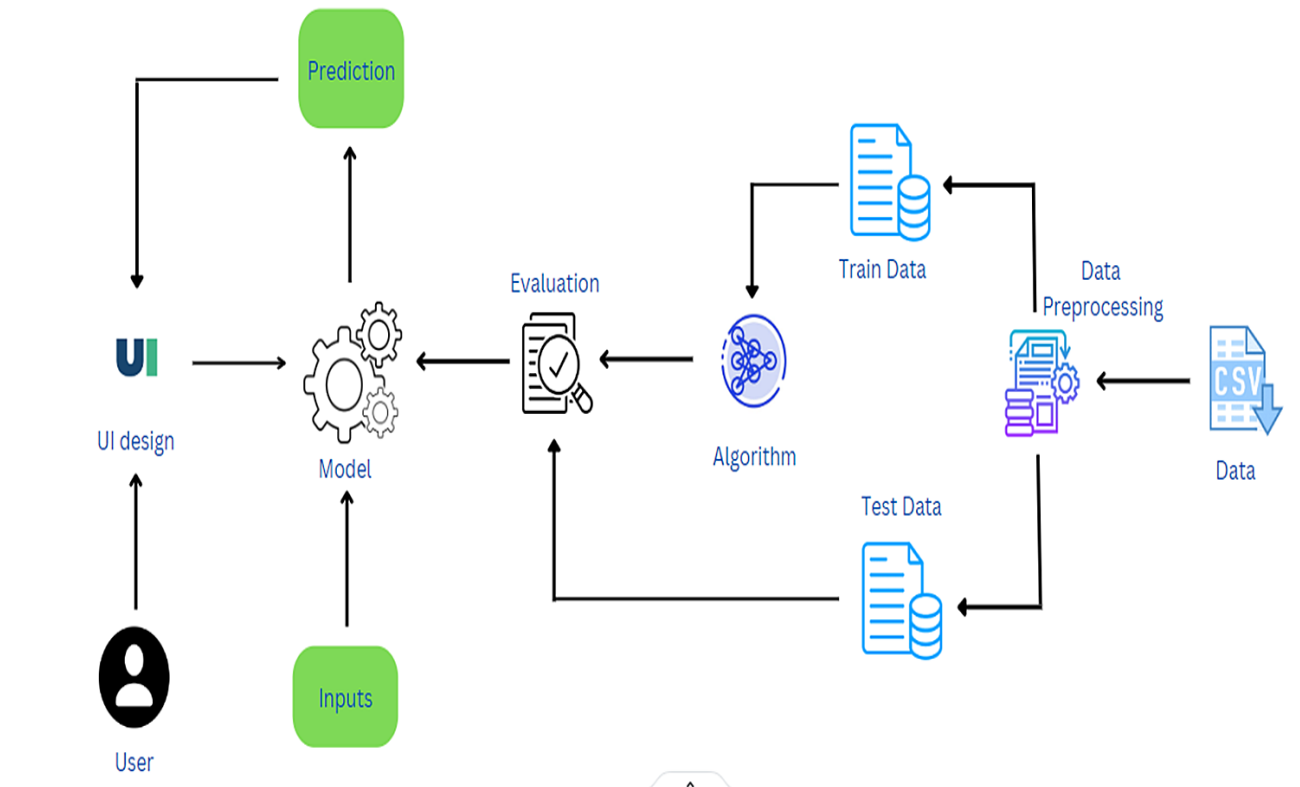 Prediction
Train Data
Data
Preprocessing
Evaluation
UI
CSV
UI design
Model
Algorithm
Data
Test Data
Inputs
User